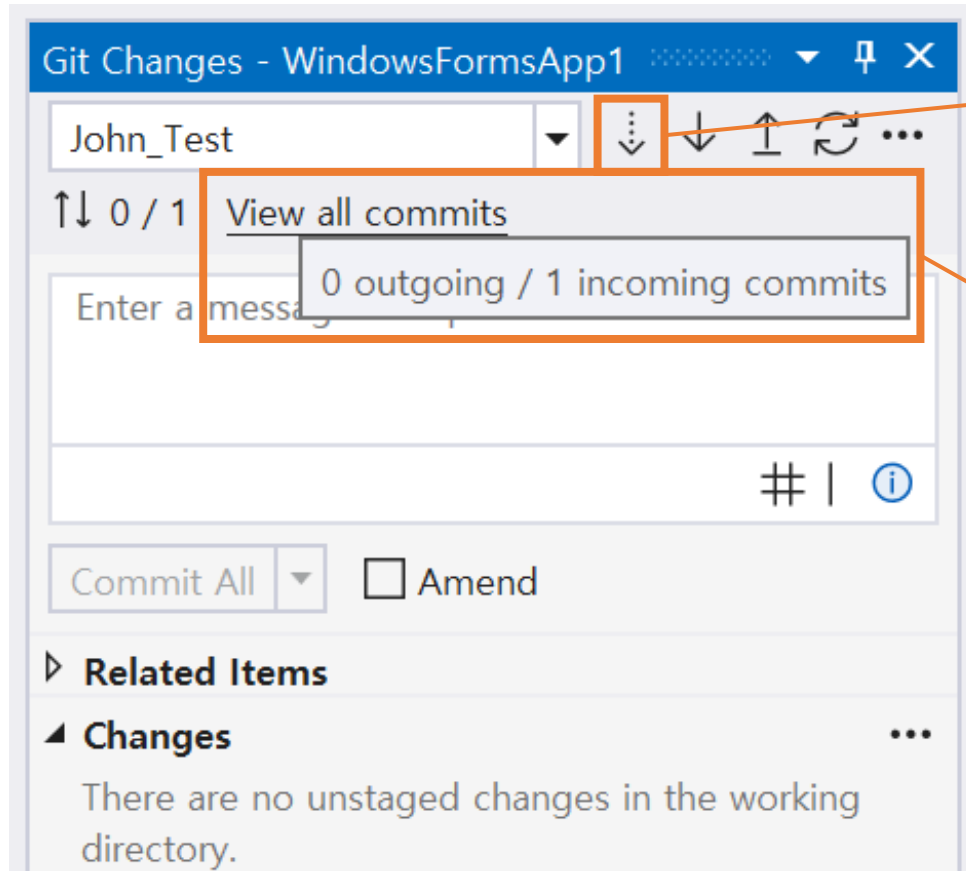 Git Changes - WindowsFormsApp1
John_Test
0 / 1 View all commits
0 outgoing / 1 incoming commits
Enter a
Commit All Amend
Related Items
Changes
There are no unstaged changes in the working
directory.